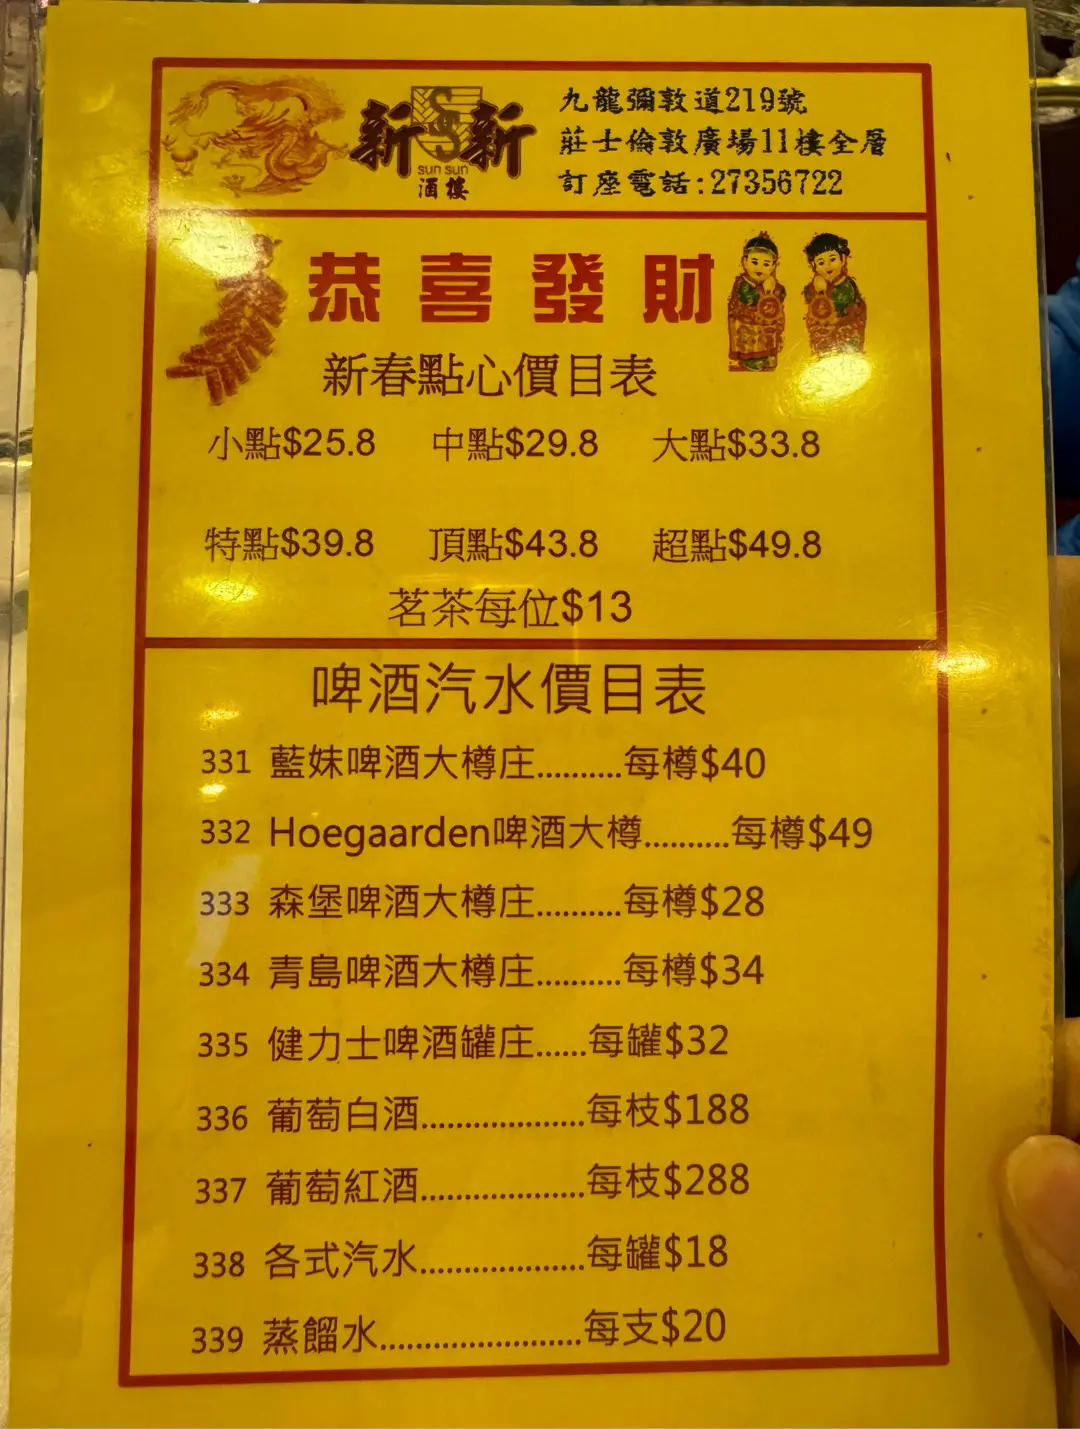 新新
sun sun
酒樓
九龍彌敦道219號
莊士倫敦廣場11樓全層
訂座電話:27356722
恭喜發財
新春點心價目表
小點$25.8 中點$29.8 大點$33.8
特點$39.8 頂點$43.8 超點$49.8
茗茶每位$13
啤酒汽水價目表
331 藍妹啤酒大樽庄..........每樽$40
332 Hoegaarden啤酒大樽..........每樽$49
333 森堡啤酒大樽庄..........每樽$28
334 青島啤酒大樽庄..........每樽$34
335 健力士啤酒罐庄......每罐$32
336 葡萄白酒...................每枝$188
337 葡萄紅酒...................每枝$288
338 各式汽水...................每罐$18
339 蒸餾水.......................每支$20